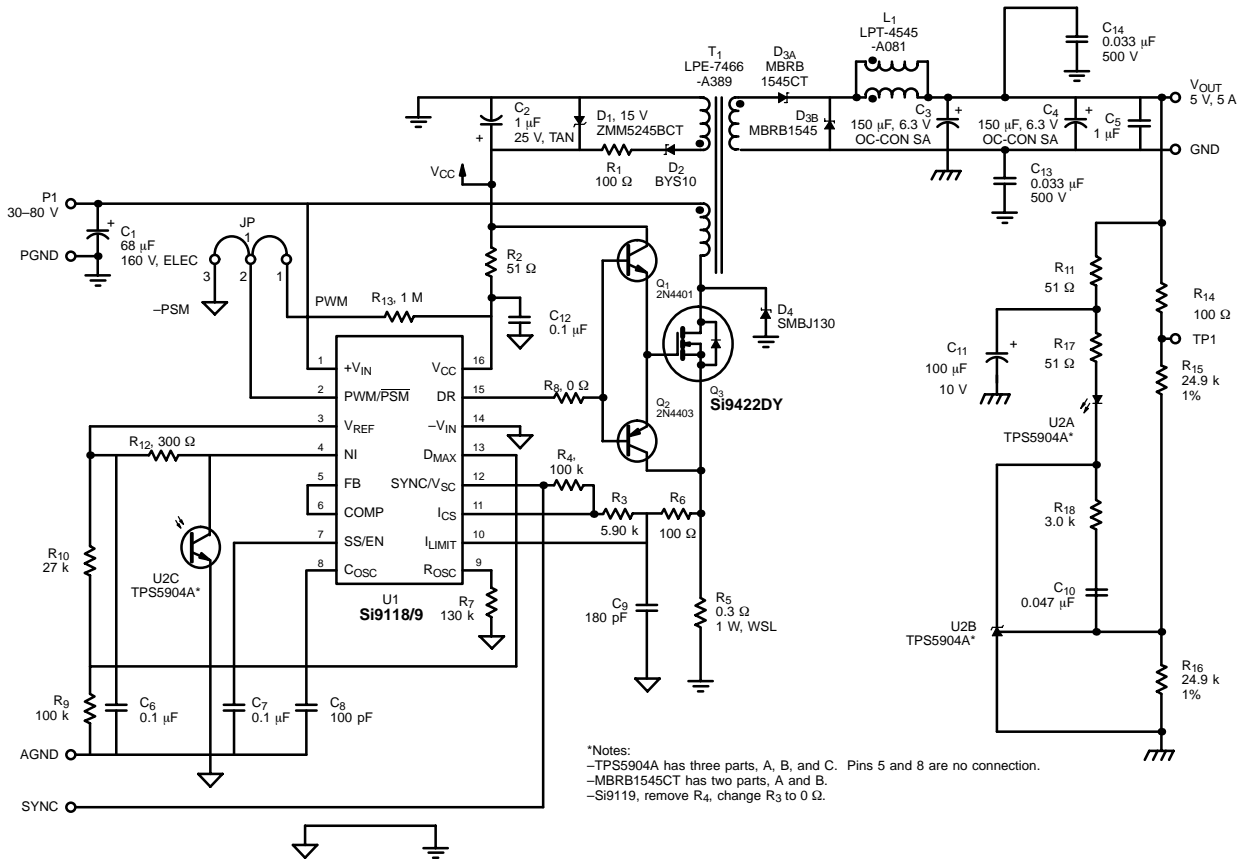 L1
LPT-4545
-A081
C14
0.033 μF
500 V
T1
LPE-7466
-A389
D3A
MBRB
1545CT
VOUT
5 V, 5 A
C2
1 μF
25 V, TAN
D1, 15 V
ZMM5245BCT
D3B
MBRB1545
C3
150 μF, 6.3 V
OC-CON SA
C4
150 μF, 6.3 V
OC-CON SA
C5
1 μF
GND
R1
100 Ω
D2
BYS10
VCC
C13
0.033 μF
500 V
P1
30–80 V
C1
68 μF
160 V, ELEC
PGND
JP
1
3
2
1
–PSM
PWM
R13, 1 M
R2
51 Ω
C12
0.1 μF
Q1
2N4401
D4
SMBJ130
R11
51 Ω
R14
100 Ω
TP1
C11
100 μF
10 V
R17
51 Ω
R15
24.9 k
1%
1
+VIN
VCC
16
2
PWM/PSM
DR
15
R8, 0 Ω
Q2
2N4403
Q3
Si9422DY
3
VREF
–VIN
14
U2A
TPS5904A*
R12, 300 Ω
4
NI
DMAX
13
5
FB
SYNC/VSC
12
R4,
100 k
6
COMP
ICS
11
R3
5.90 k
R6
100 Ω
R18
3.0 k
7
SS/EN
ILIMIT
10
8
COSC
ROSC
9
R10
27 k
U2C
TPS5904A*
U1
Si9118/9
R7
130 k
C9
180 pF
R5
0.3 Ω
1 W, WSL
C10
0.047 μF
U2B
TPS5904A*
R16
24.9 k
1%
R9
100 k
C6
0.1 μF
C7
0.1 μF
C8
100 pF
AGND
*Notes:
–TPS5904A has three parts, A, B, and C. Pins 5 and 8 are no connection.
–MBRB1545CT has two parts, A and B.
–Si9119, remove R4, change R3 to 0 Ω.
SYNC